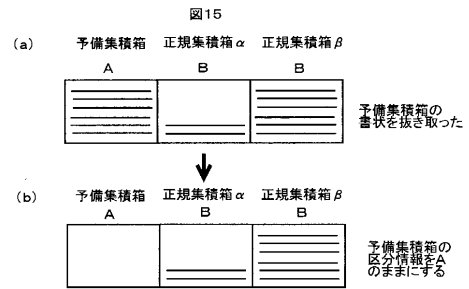 図15
(a)
予備集積箱 正規集積箱α 正規集積箱β
A B B
予備集積箱の
書状を抜き取った
(b)
予備集積箱 正規集積箱α 正規集積箱β
A B B
予備集積箱の
区分情報をA
のままにする